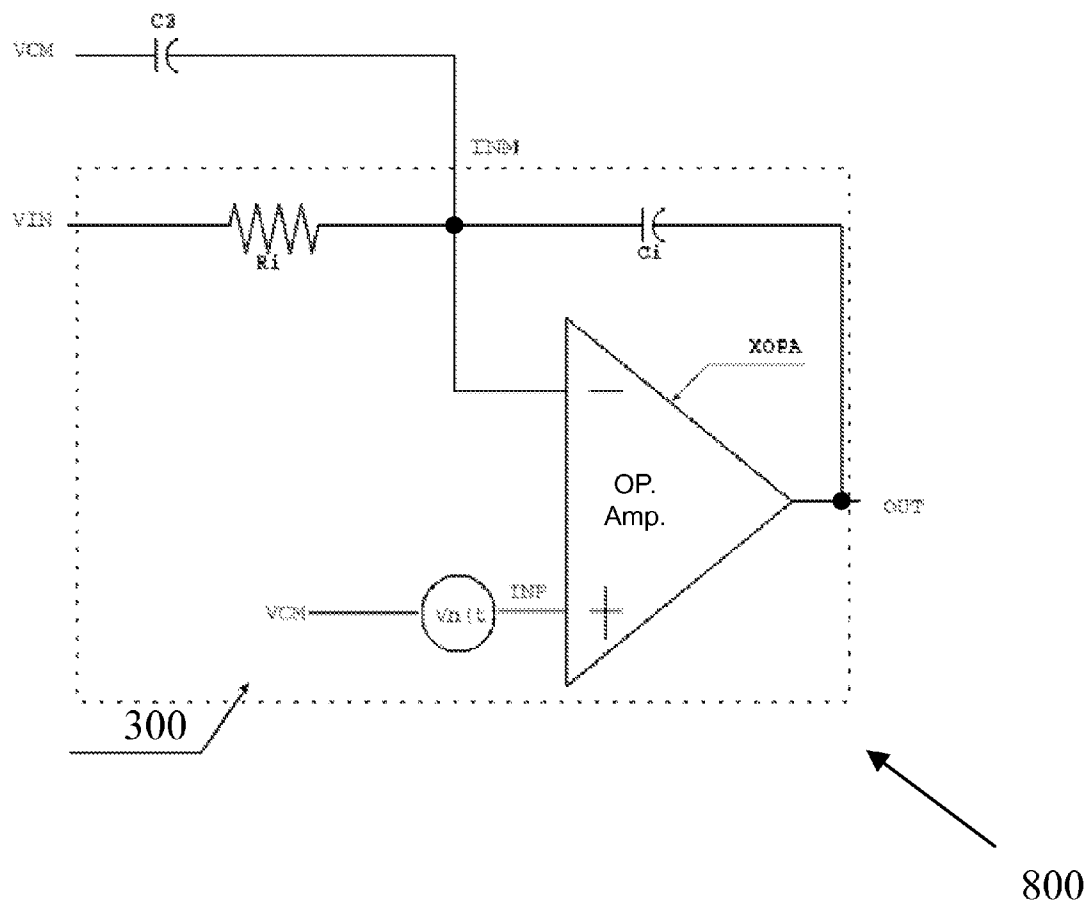 C3
VCM
INM
VIN
Ri
Ci
XOPA
OP.
Amp.
OUT
INP
VCM
Vn(t
300
800